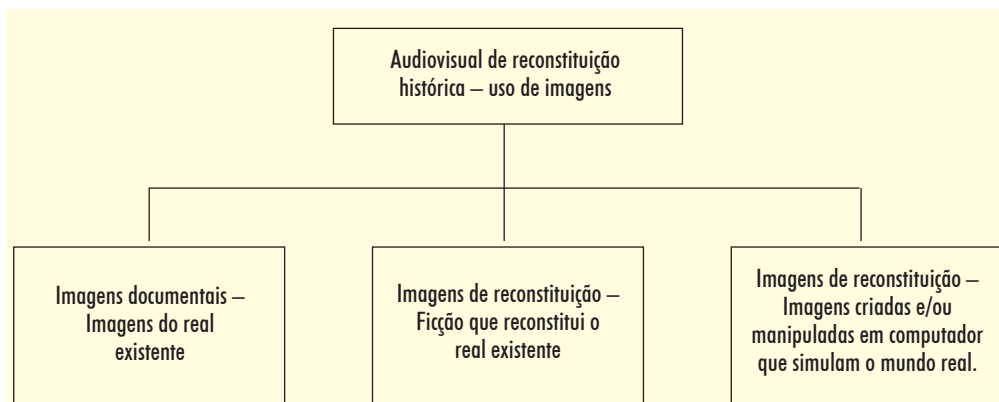 Audiovisual de reconstituição
histórica – uso de imagens
Imagens documentais –
Imagens do real
existente
Imagens de reconstituição –
Ficção que reconstitui o
real existente
Imagens de reconstituição –
Imagens criadas e/ou
manipuladas em computador
que simulam o mundo real.